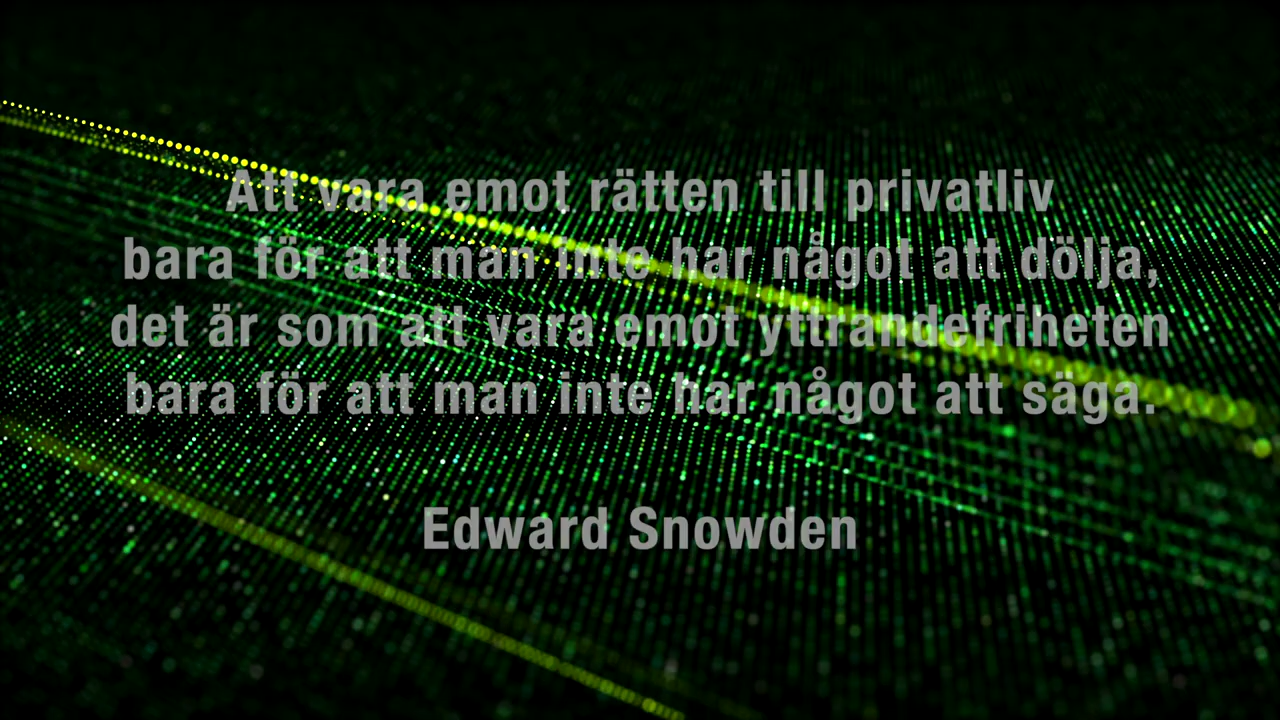 Att vara emot rätten till privatliv
bara för att man inte har något att dölja,
det är som att vara emot yttrandefriheten
bara för att man inte har något att säga.
Edward Snowden